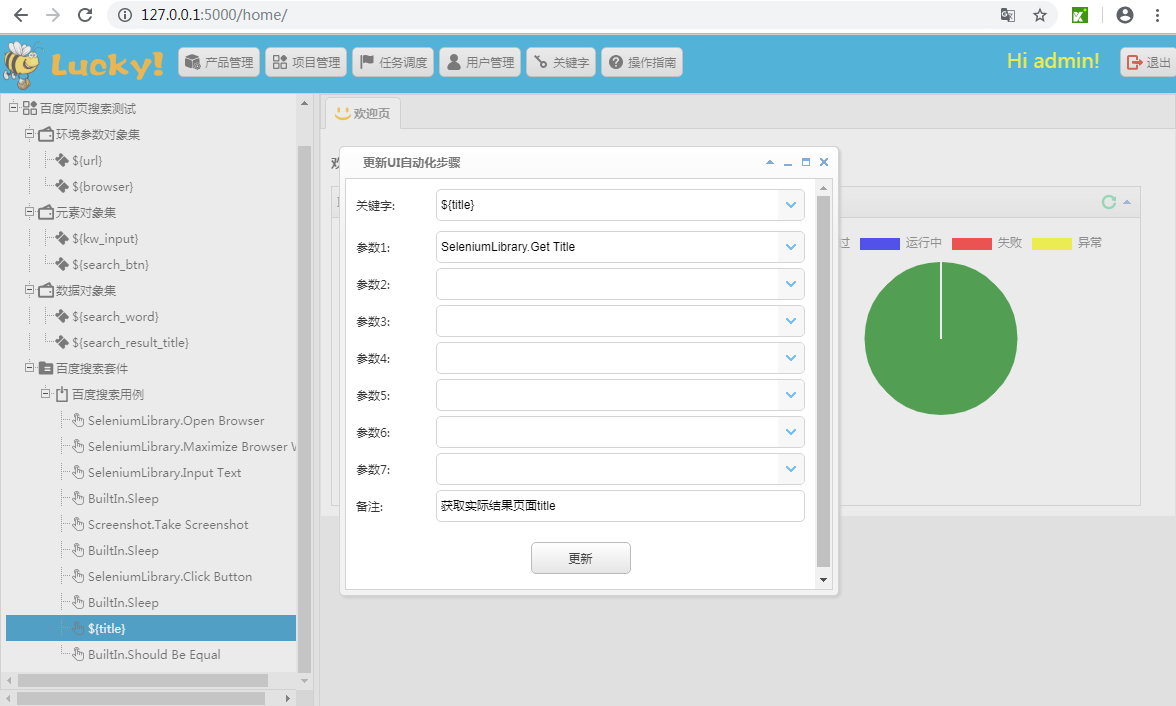 127.0.0.1:5000/home/
Lucky!
产品管理
项目管理
任务调度
用户管理
关键字
操作指南
Hi admin!
退出
百度网页搜索测试
环境参数对象集
${url}
${browser}
元素对象集
${kw_input}
${search_btn}
数据对象集
${search_word}
${search_result_title}
百度搜索套件
百度搜索用例
SeleniumLibrary.Open Browser
SeleniumLibrary.Maximize Browser
SeleniumLibrary.Input Text
BuiltIn.Sleep
Screenshot.Take Screenshot
BuiltIn.Sleep
SeleniumLibrary.Click Button
BuiltIn.Sleep
${title}
BuiltIn.Should Be Equal
欢迎页
欢
过
运行中
失败
异常
更新UI自动化步骤
关键字: ${title}
参数1: SeleniumLibrary.Get Title
参数2:
参数3:
参数4:
参数5:
参数6:
参数7:
备注: 获取实际结果页面title
更新